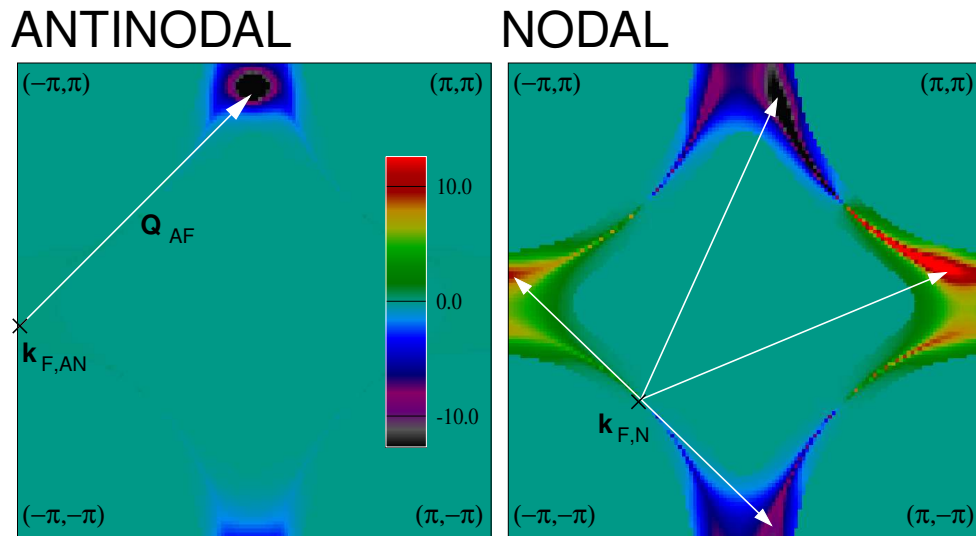 ANTINODAL
NODAL
(−π,π)
(π,π)
(−π,π)
(π,π)
10.0
Q AF
0.0
k F,AN
-10.0
k F,N
(−π,−π)
(π,−π)
(−π,−π)
(π,−π)